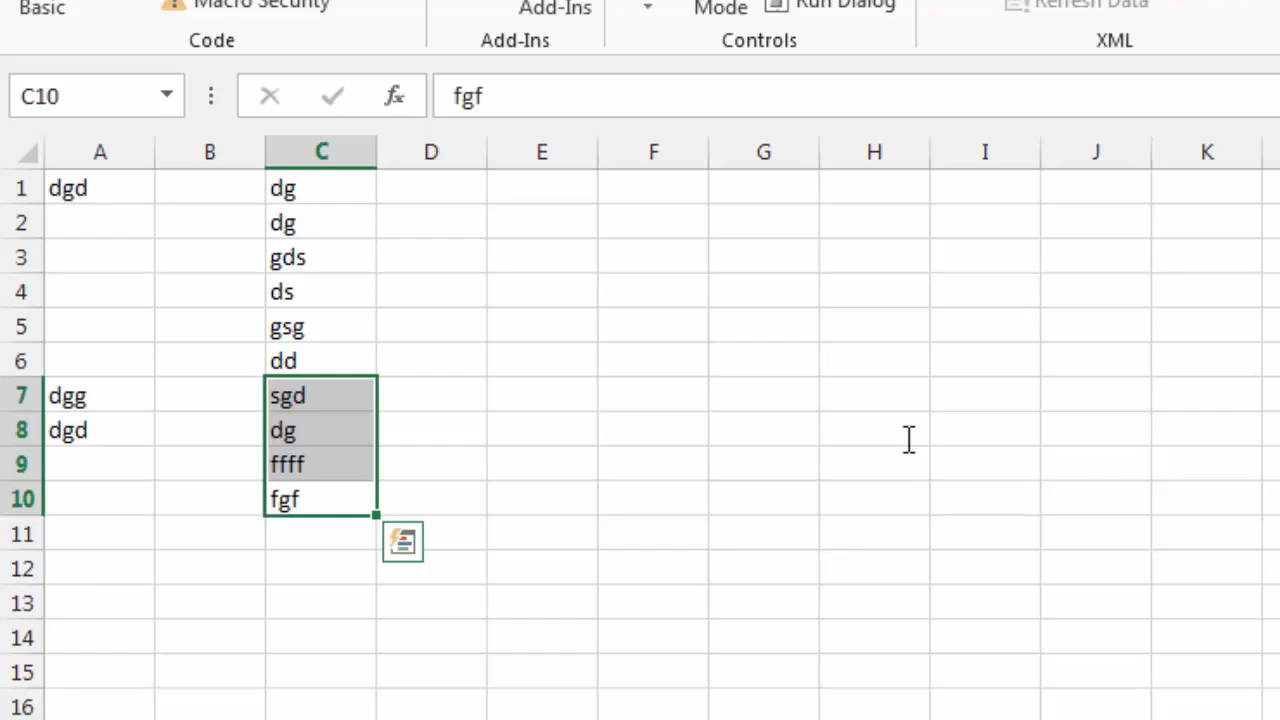 Basic Macro Security Add-Ins Mode Run Dialog Refresh Data
Code Add-Ins Controls XML
C10 fx fgf
A B C D E F G H I J K
1 dgd dg
2 dg
3 gds
4 ds
5 gsg
6 dd
7 dgg sgd
8 dgd dg
9 ffff
10 fgf
11
12
13
14
15
16